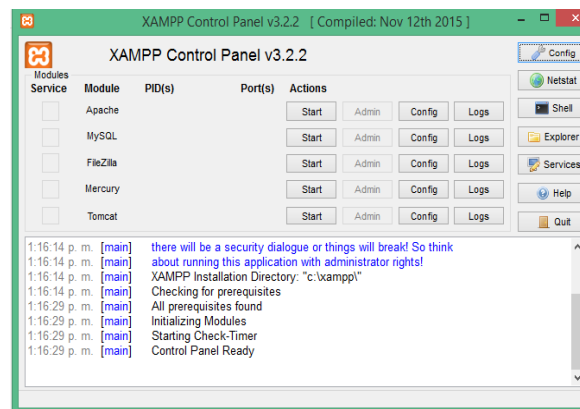 XAMPP Control Panel v3.2.2 [ Compiled: Nov 12th 2015 ]
XAMPP Control Panel v3.2.2
Config
Modules
Service Module PID(s) Port(s) Actions
Netstat
Apache Start Admin Config Logs
Shell
MySQL Start Admin Config Logs
Explorer
FileZilla Start Admin Config Logs
Services
Mercury Start Admin Config Logs
Help
Tomcat Start Admin Config Logs
Quit
1:16:14 p. m. [main] there will be a security dialogue or things will break! So think
1:16:14 p. m. [main] about running this application with administrator rights!
1:16:14 p. m. [main] XAMPP Installation Directory: "c:\xampp\"
1:16:14 p. m. [main] Checking for prerequisites
1:16:29 p. m. [main] All prerequisites found
1:16:29 p. m. [main] Initializing Modules
1:16:29 p. m. [main] Starting Check-Timer
1:16:29 p. m. [main] Control Panel Ready